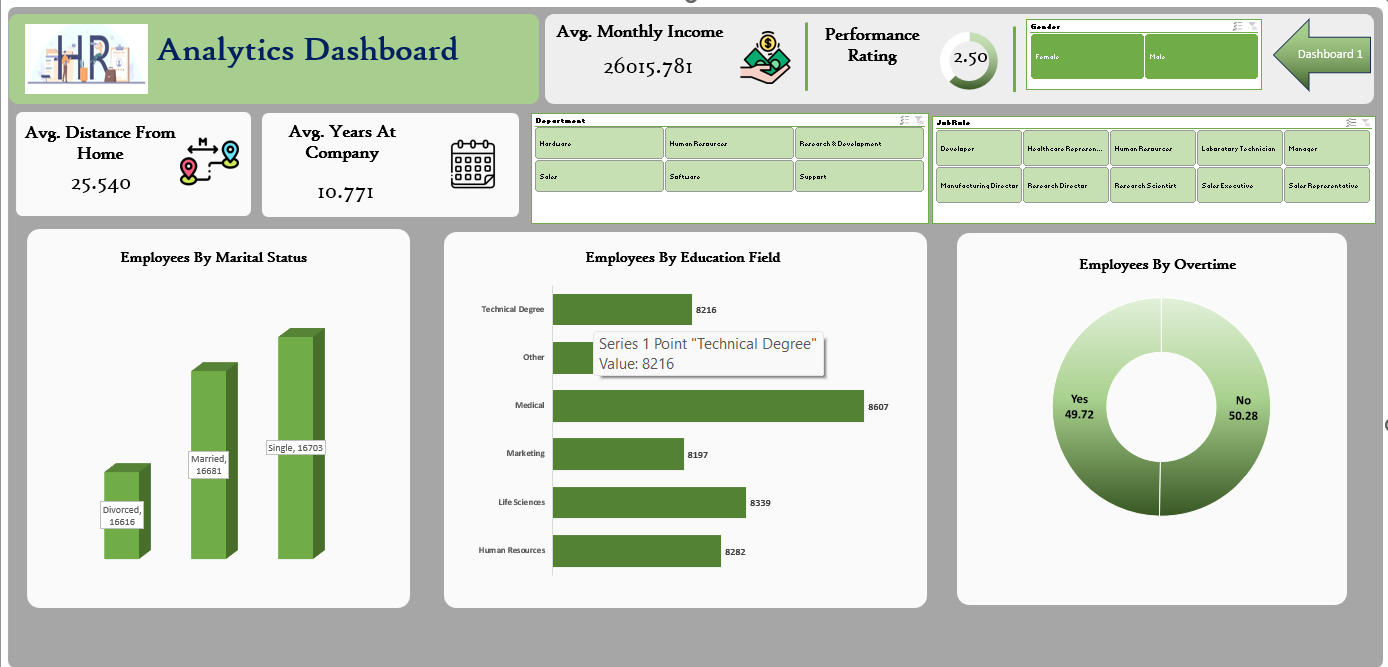 HR
Analytics Dashboard
Avg. Monthly Income
26015.781
Performance
Rating
2.50
Gender
Female
Male
Dashboard 1
Avg. Distance From
Home
25.540
M
Avg. Years At
Company
10.771
Department
Hardware
Human Resources
Research & Development
Sales
Software
Support
JobRole
Developer
Healthcare Represen...
Human Resources
Laboratory Technician
Manager
Manufacturing Director
Research Director
Research Scientist
Sales Executive
Sales Representative
Employees By Marital Status
Divorced,
16616
Married,
16681
Single, 16703
Employees By Education Field
Technical Degree
8216
Other
Series 1 Point "Technical Degree"
Value: 8216
Medical
8607
Marketing
8197
Life Sciences
8339
Human Resources
8282
Employees By Overtime
Yes
49.72
No
50.28